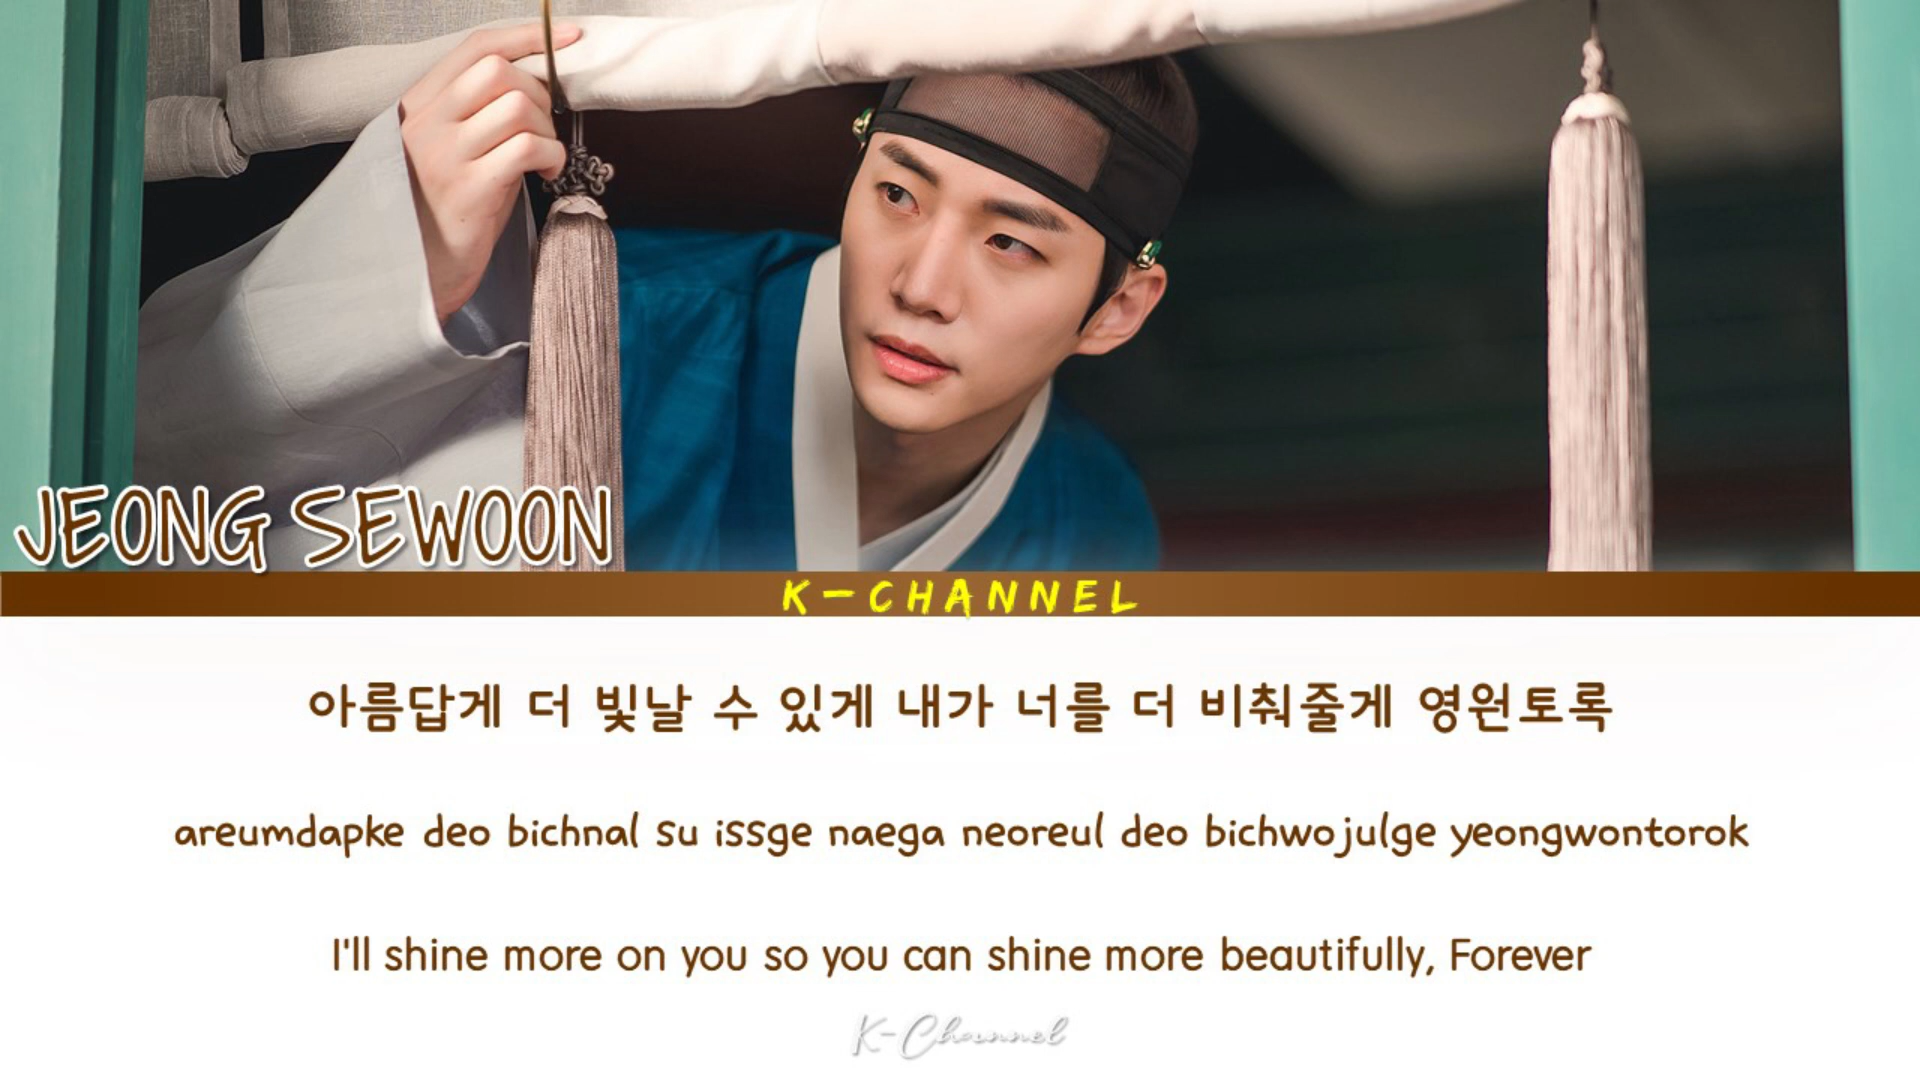 JEONG SEWOON
K-CHANNEL
아름답게 더 빛날 수 있게 내가 너를 더 비춰줄게 영원토록
areumdapke deo bichnal su issge naega neoreul deo bichwojulge yeongwontorok
I'll shine more on you so you can shine more beautifully, Forever
K-Channel